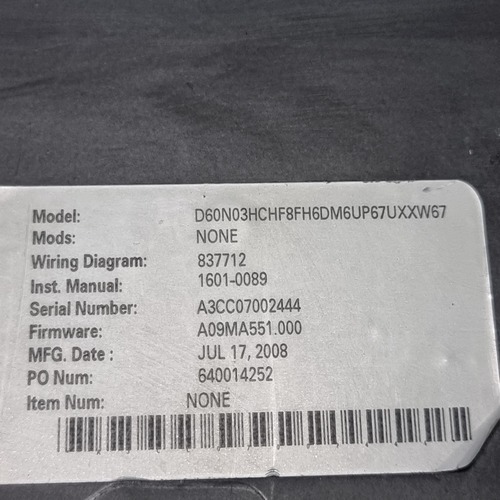 Model: D60N03HCHF8FH6DM6UP67UXXW67
Mods: NONE
Wiring Diagram: 837712
Inst. Manual: 1601-0089
Serial Number: A3CC07002444
Firmware: A09MA551.000
MFG. Date : JUL 17, 2008
PO Num: 640014252
Item Num: NONE